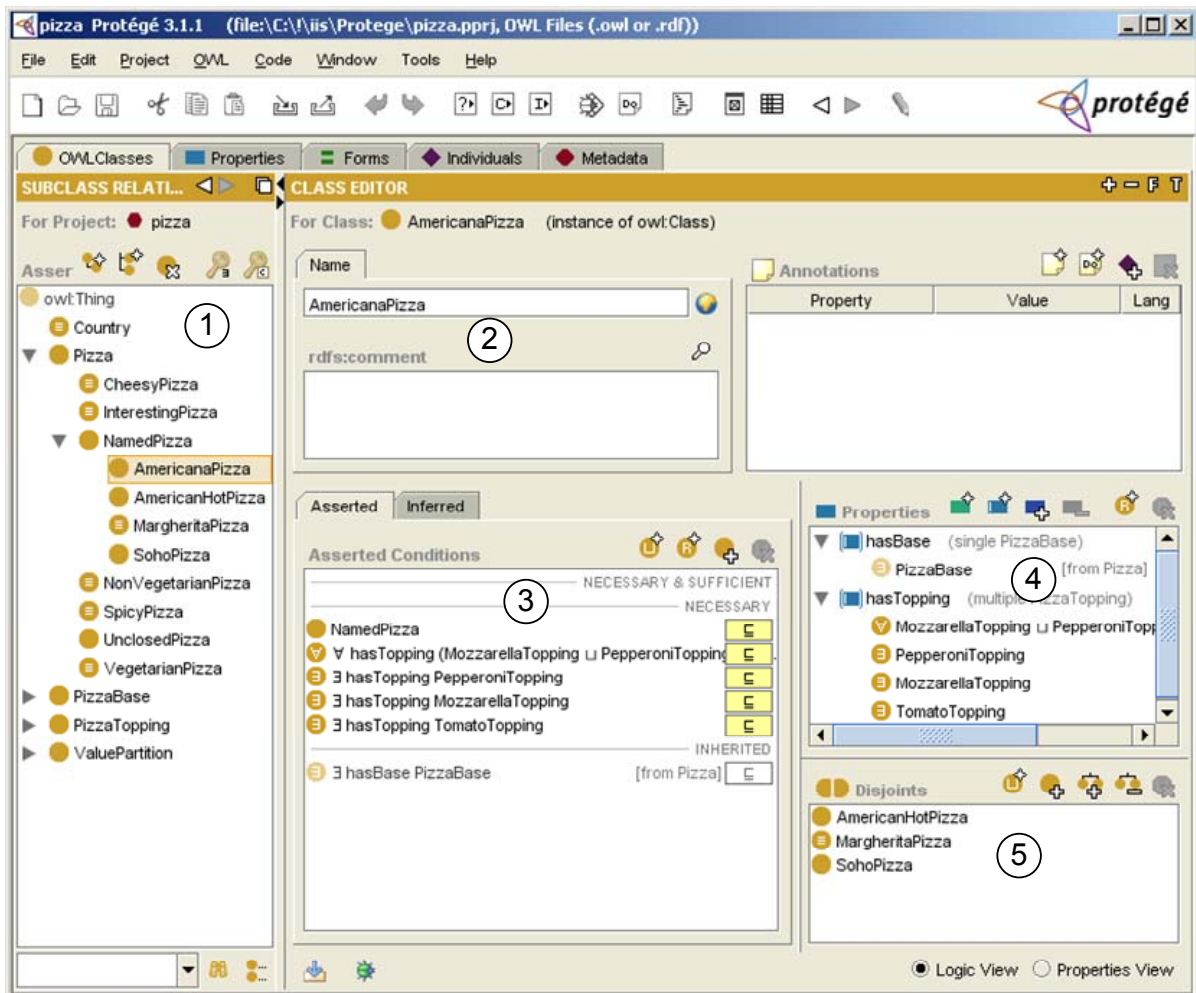 pizza Protégé 3.1.1 (file:\C:\!\iis\Protege\pizza.pprj, OWL Files (.owl or .rdf))
File Edit Project OWL Code Window Tools Help
protégé
OWLClasses Properties Forms Individuals Metadata
SUBCLASS RELATI...
For Project: pizza
Asser
owl:Thing
Country
Pizza
CheesyPizza
InterestingPizza
NamedPizza
AmericanaPizza
AmericanHotPizza
MargheritaPizza
SohoPizza
NonVegetarianPizza
SpicyPizza
UnclosedPizza
VegetarianPizza
PizzaBase
PizzaTopping
ValuePartition
1
CLASS EDITOR
For Class: AmericanaPizza (instance of owl:Class)
Name
AmericanaPizza
2
rdfs:comment
Annotations
Property Value Lang
Asserted Inferred
Asserted Conditions
NECESSARY & SUFFICIENT
3
NECESSARY
NamedPizza ⊑
∀ hasTopping (MozzarellaTopping ⊔ PepperoniTopping ⊑
∃ hasTopping PepperoniTopping ⊑
∃ hasTopping MozzarellaTopping ⊑
∃ hasTopping TomatoTopping ⊑
INHERITED
∃ hasBase PizzaBase [from Pizza] ⊑
Properties
hasBase (single PizzaBase)
PizzaBase [from Pizza]
4
hasTopping (multiple PizzaTopping)
MozzarellaTopping ⊔ PepperoniTopp
PepperoniTopping
MozzarellaTopping
TomatoTopping
Disjoints
AmericanHotPizza
MargheritaPizza
SohoPizza
5
Logic View Properties View